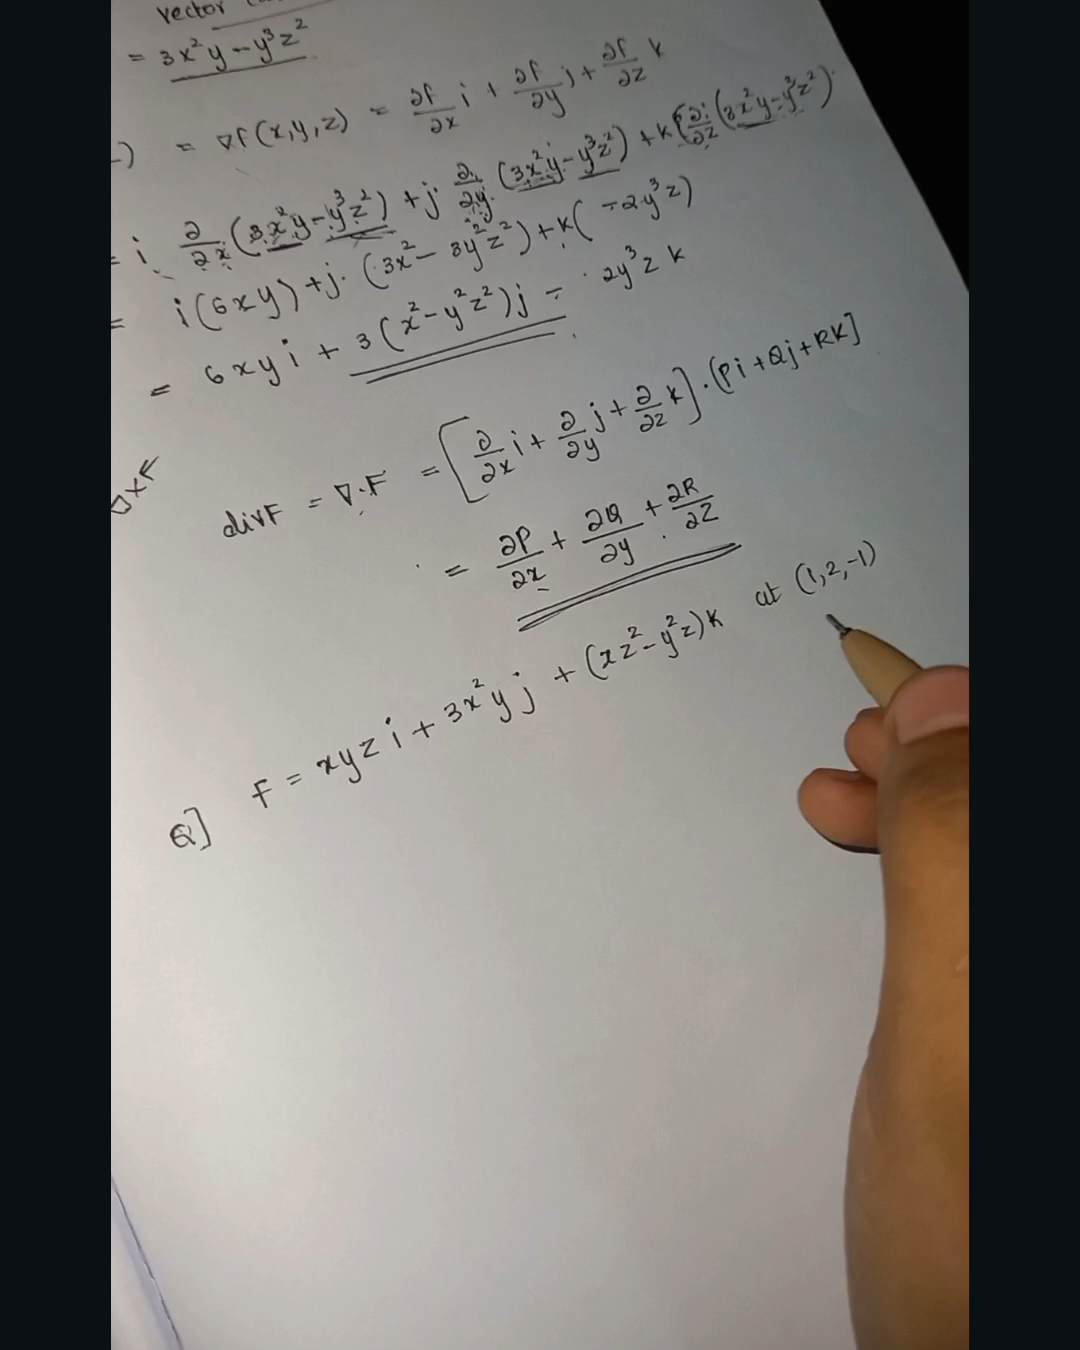 vector
= 3x²y - y³z²
-) = ∇f(x,y,z) = ∂f/∂x i + ∂f/∂y j + ∂f/∂z k
= i ∂/∂x (3x²y - y³z²) + j ∂/∂y (3x²y - y³z²) + k ∂/∂z (3x²y - y³z²)
= i(6xy) + j(3x² - 3y²z²) + k(-2y³z)
= 6xyi + 3(x² - y²z²)j - 2y³z k
∇×F
div F = ∇·F = [∂/∂x i + ∂/∂y j + ∂/∂z k]·(Pi + Qj + RK]
= ∂P/∂x + ∂Q/∂y + ∂R/∂z
Q] F = xyz i + 3x²y j + (xz² - y²z)k at (1,2,-1)